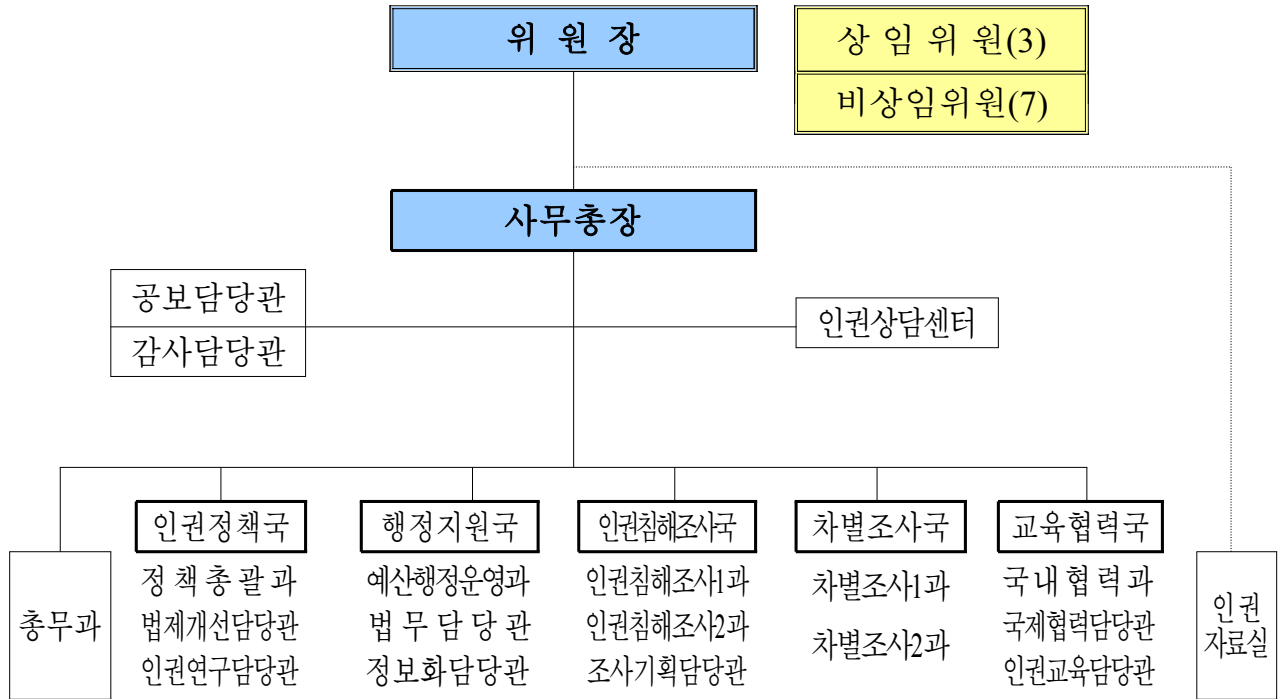 위 원 장
상 임 위 원(3)
비상임위원(7)
사무총장
공보담당관
감사담당관
인권상담센터
총무과
인권정책국
정 책 총 괄 과
법제개선담당관
인권연구담당관
행정지원국
예산행정운영과
법 무 담 당 관
정보화담당관
인권침해조사국
인권침해조사1과
인권침해조사2과
조사기획담당관
차별조사국
차별조사1과
차별조사2과
교육협력국
국 내 협 력 과
국제협력담당관
인권교육담당관
인권
자료실